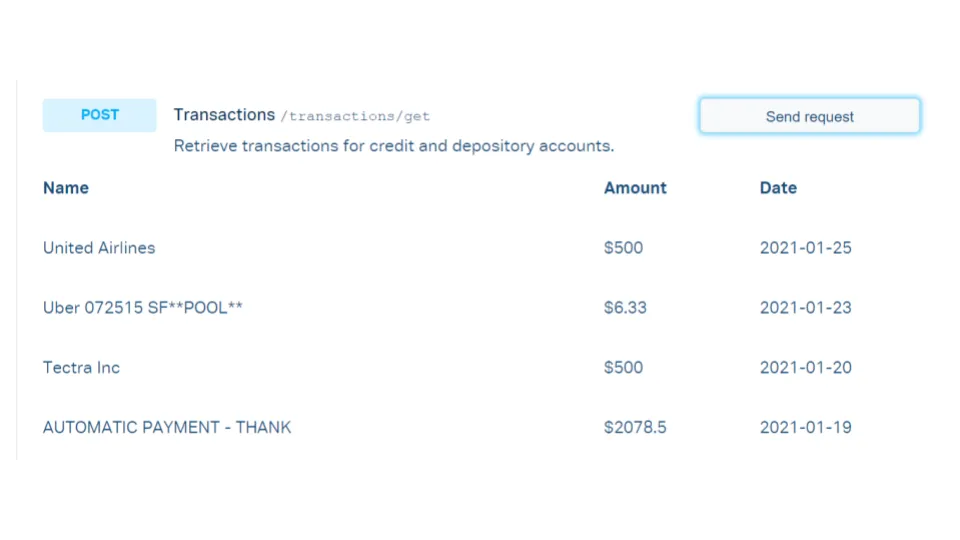 POST Transactions /transactions/get Send request
Retrieve transactions for credit and depository accounts.
Name Amount Date
United Airlines $500 2021-01-25
Uber 072515 SF**POOL** $6.33 2021-01-23
Tectra Inc $500 2021-01-20
AUTOMATIC PAYMENT - THANK $2078.5 2021-01-19